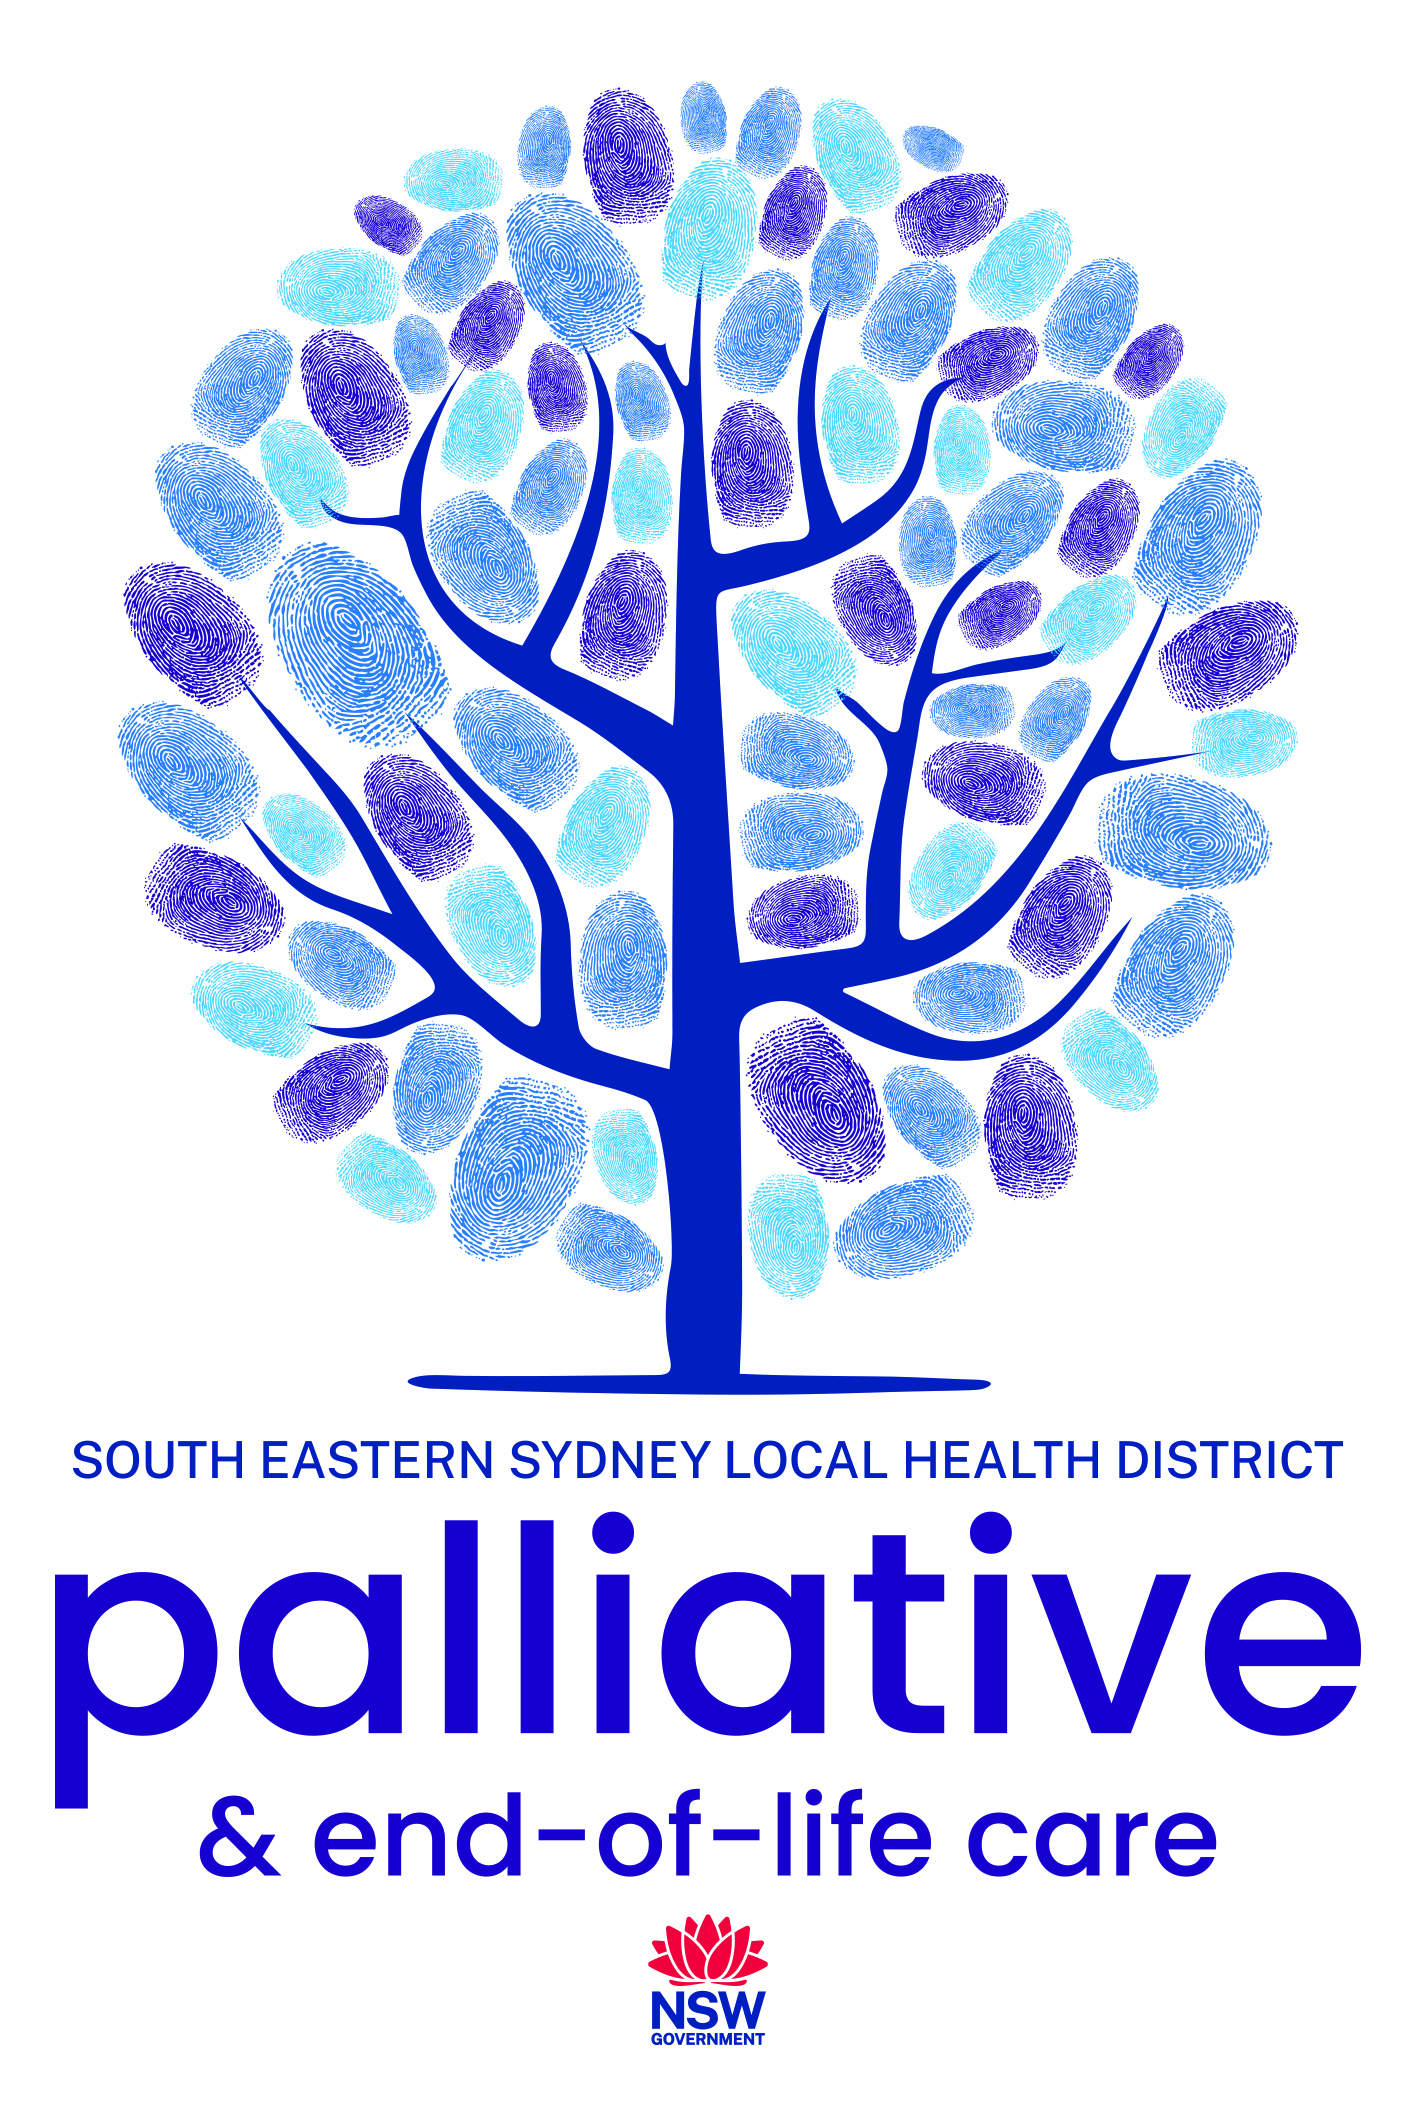 SOUTH EASTERN SYDNEY LOCAL HEALTH DISTRICT
palliative
& end-of-life care
NSW
GOVERNMENT